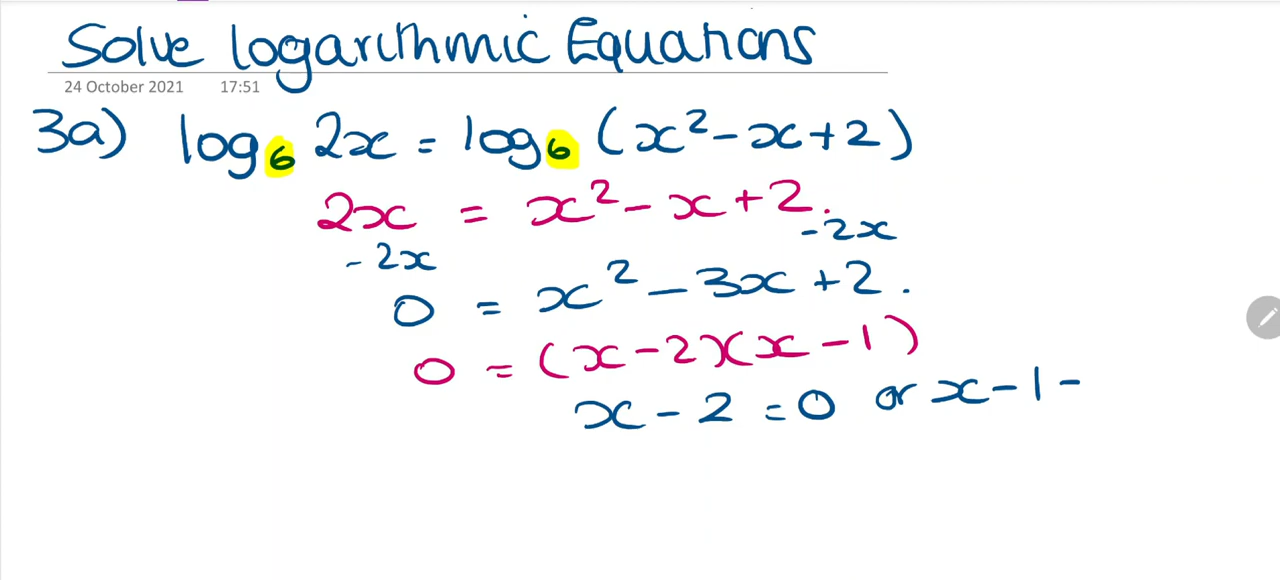 Solve logarithmic Equations
24 October 2021 17:51
3a) log₆ 2x = log₆ (x² - x + 2)
2x = x² - x + 2.
- 2x - 2x
0 = x² - 3x + 2.
0 = (x - 2)(x - 1)
x - 2 = 0 or x - 1 -